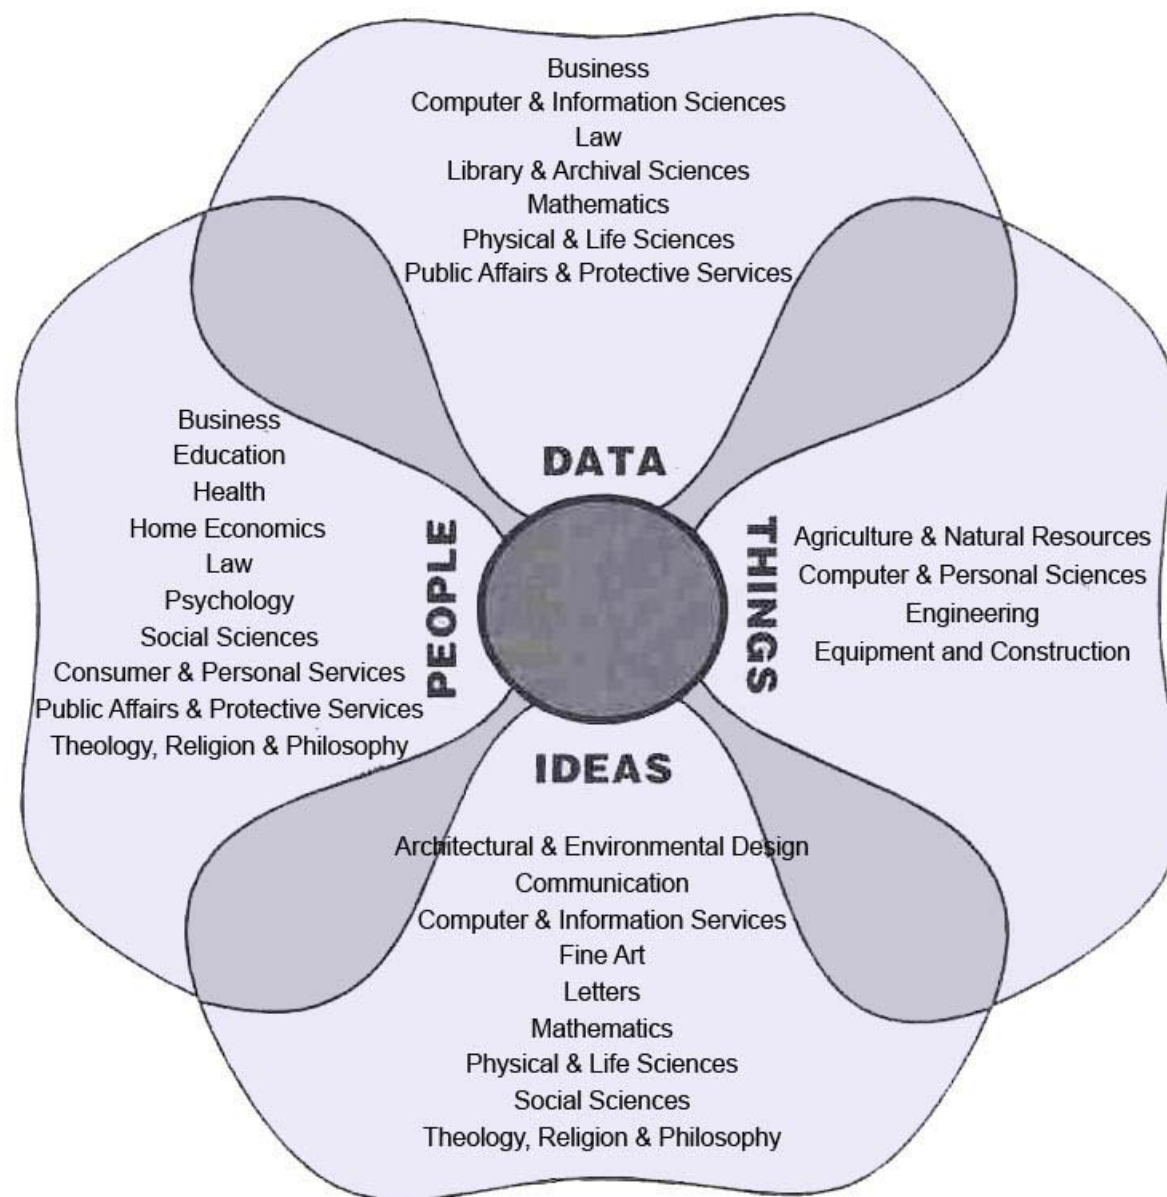 Business
Computer & Information Sciences
Law
Library & Archival Sciences
Mathematics
Physical & Life Sciences
Public Affairs & Protective Services
DATA
Business
Education
Health
Home Economics
Law
Psychology
Social Sciences
Consumer & Personal Services
Public Affairs & Protective Services
Theology, Religion & Philosophy
PEOPLE
THINGS
Agriculture & Natural Resources
Computer & Personal Sciences
Engineering
Equipment and Construction
IDEAS
Architectural & Environmental Design
Communication
Computer & Information Services
Fine Art
Letters
Mathematics
Physical & Life Sciences
Social Sciences
Theology, Religion & Philosophy